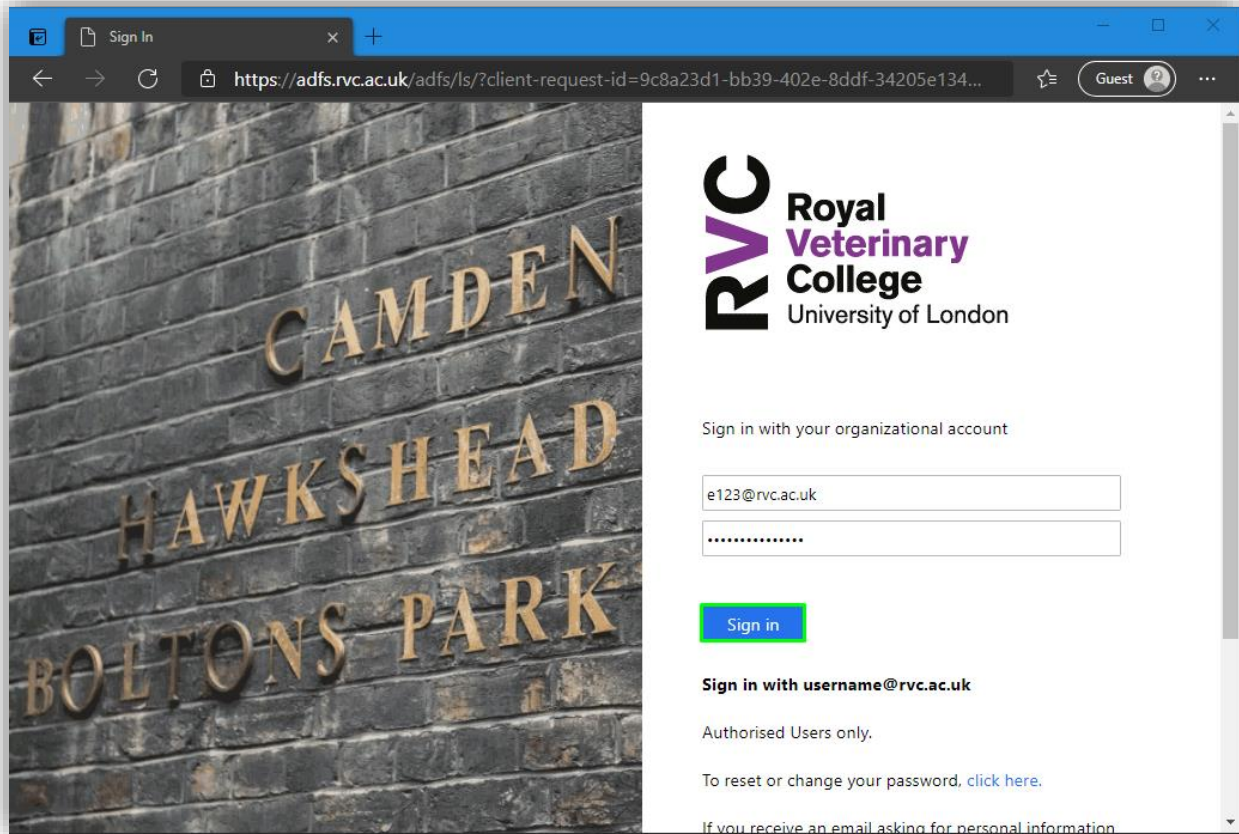 Sign In
https://adfs.rvc.ac.uk/adfs/ls/?client-request-id=9c8a23d1-bb39-402e-8ddf-34205e134...
Guest
CAMDEN
HAWKSHEAD
BOLTONS PARK
RVC
Royal
Veterinary
College
University of London
Sign in with your organizational account
e123@rvc.ac.uk
•••••••••••••••
Sign in
Sign in with username@rvc.ac.uk
Authorised Users only.
To reset or change your password, click here.
If you receive an email asking for personal information